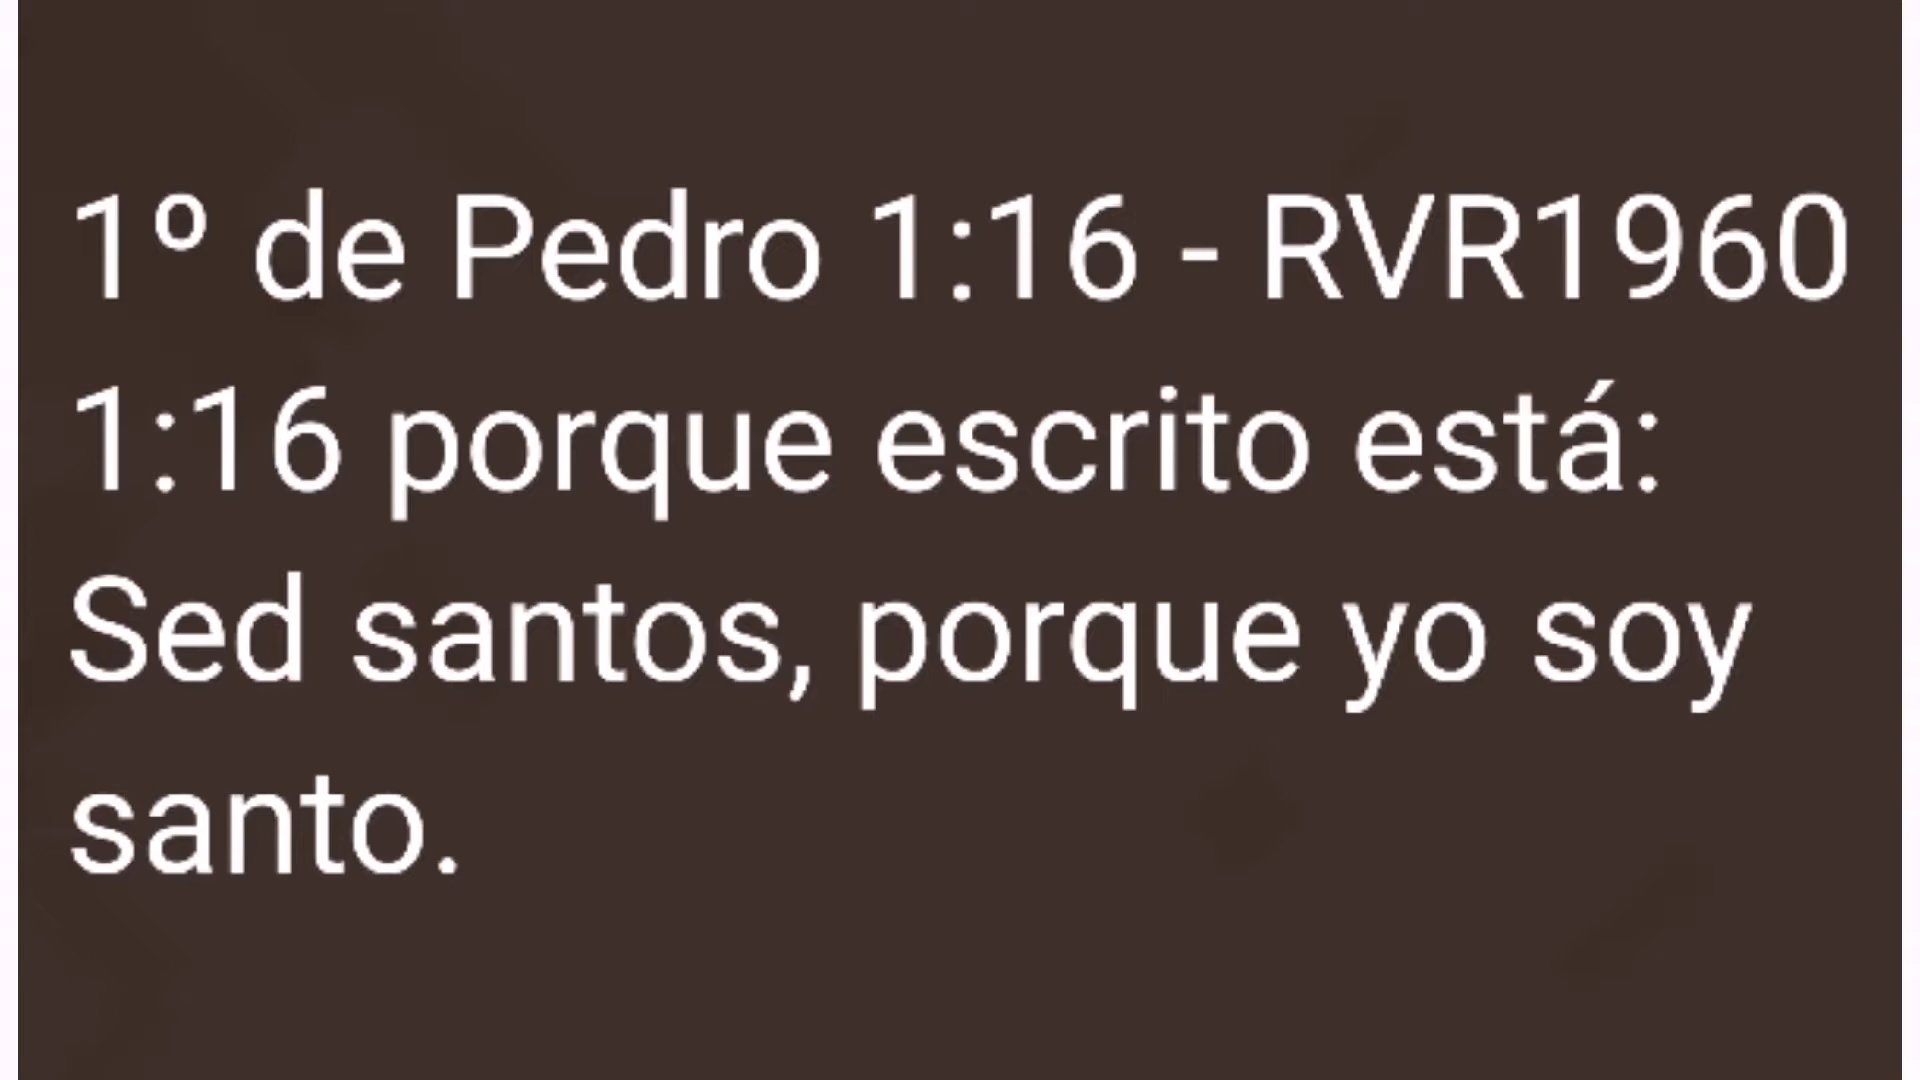 1º de Pedro 1:16 - RVR1960
1:16 porque escrito está:
Sed santos, porque yo soy
santo.